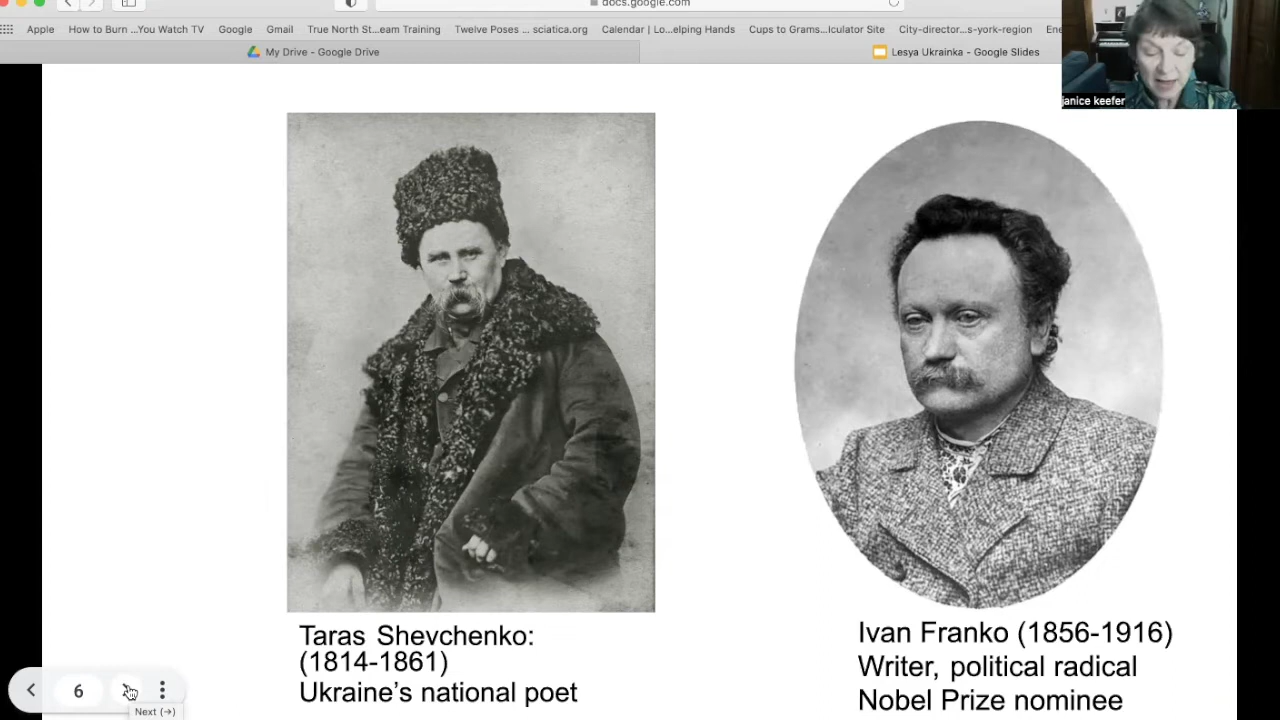 docs.google.com
Apple How to Burn ...You Watch TV Google Gmail True North St...eam Training Twelve Poses ... sciatica.org Calendar | Lo...elping Hands Cups to Grams...lculator Site City-director...s-york-region Ene
My Drive - Google Drive Lesya Ukrainka - Google Slides
janice keefer
Taras Shevchenko:
(1814-1861)
Ukraine's national poet
Ivan Franko (1856-1916)
Writer, political radical
Nobel Prize nominee
6
Next (→)